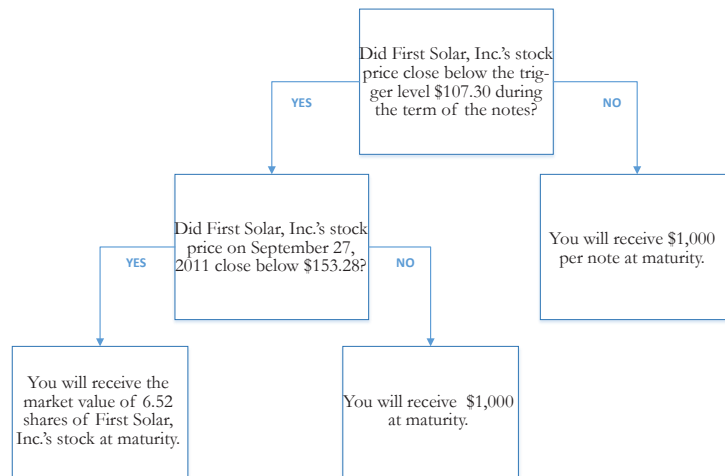 Did First Solar, Inc.'s stock
price close below the trig-
ger level $107.30 during
the term of the notes?
YES
NO
Did First Solar, Inc.'s stock
price on September 27,
2011 close below $153.28?
You will receive $1,000
per note at maturity.
YES
NO
You will receive the
market value of 6.52
shares of First Solar,
Inc.'s stock at maturity.
You will receive $1,000
at maturity.